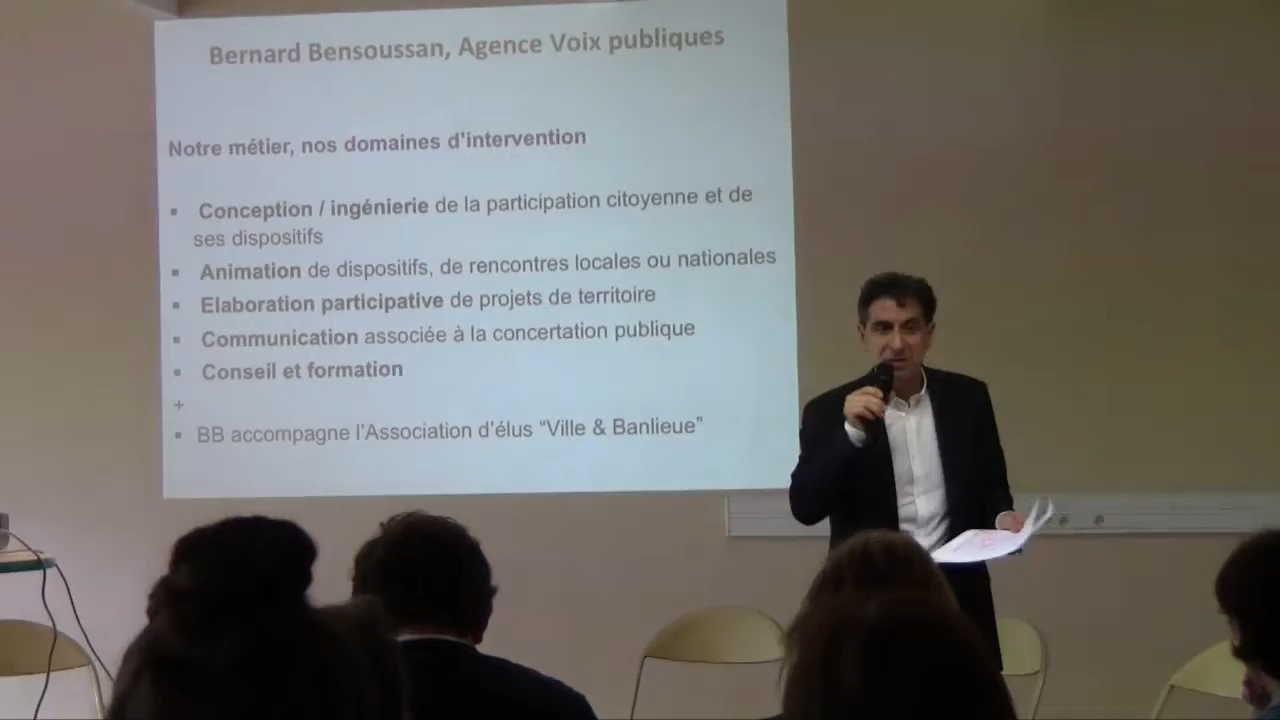 Bernard Bensoussan, Agence Voix publiques
Notre métier, nos domaines d'intervention
▪ Conception / ingénierie de la participation citoyenne et de
ses dispositifs
▪ Animation de dispositifs, de rencontres locales ou nationales
▪ Elaboration participative de projets de territoire
▪ Communication associée à la concertation publique
▪ Conseil et formation
+
▪ BB accompagne l'Association d'élus “Ville & Banlieue”